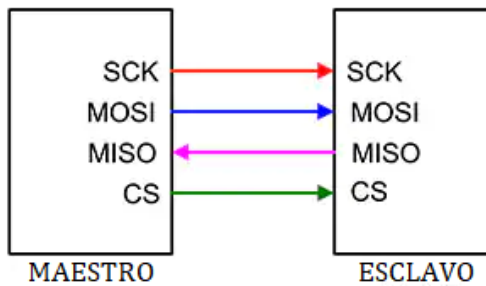 SCK SCK
MOSI MOSI
MISO MISO
CS CS
MAESTRO ESCLAVO